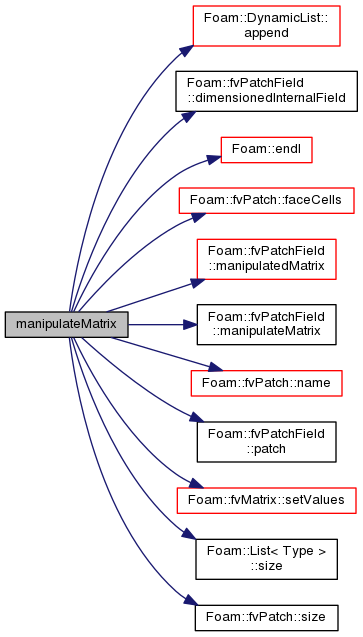 Foam::DynamicList::
append
Foam::fvPatchField
::dimensionedInternalField
Foam::endl
Foam::fvPatch::faceCells
Foam::fvPatchField
::manipulatedMatrix
manipulateMatrix
Foam::fvPatchField
::manipulateMatrix
Foam::fvPatch::name
Foam::fvPatchField
::patch
Foam::fvMatrix::setValues
Foam::List< Type >
::size
Foam::fvPatch::size